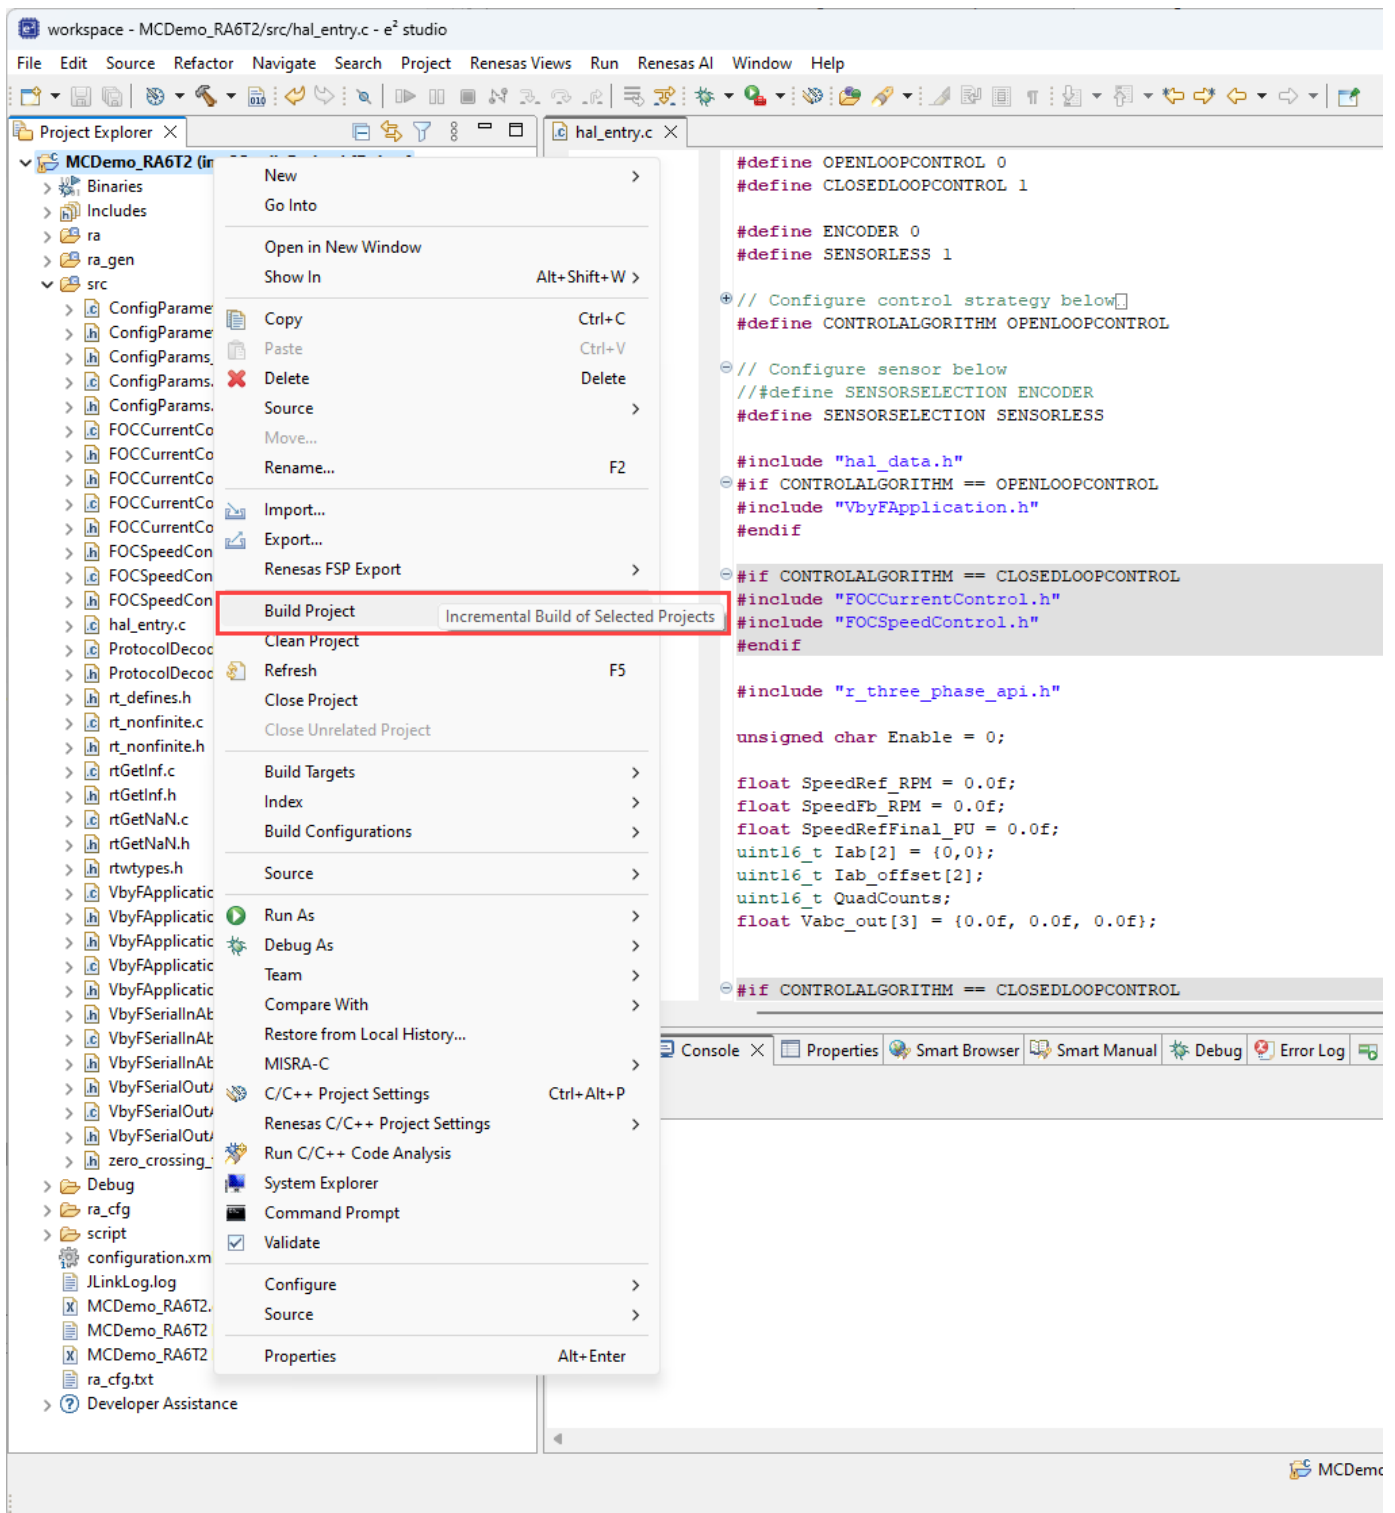 workspace - MCDemo_RA6T2/src/hal_entry.c - e² studio
File Edit Source Refactor Navigate Search Project Renesas Views Run Renesas AI Window Help
Project Explorer
hal_entry.c
MCDemo_RA6T2
Binaries
Includes
ra
ra_gen
src
ConfigParame
ConfigParame
ConfigParams_
ConfigParams.
ConfigParams.
FOCCurrentCo
FOCCurrentCo
FOCCurrentCo
FOCCurrentCo
FOCCurrentCo
FOCSpeedCon
FOCSpeedCon
FOCSpeedCon
hal_entry.c
ProtocolDecod
ProtocolDecod
rt_defines.h
rt_nonfinite.c
rt_nonfinite.h
rtGetInf.c
rtGetInf.h
rtGetNaN.c
rtGetNaN.h
rtwtypes.h
VbyFApplicatic
VbyFApplicatic
VbyFApplicatic
VbyFApplicatic
VbyFApplicatic
VbyFSerialInAb
VbyFSerialInAb
VbyFSerialInAb
VbyFSerialOut
VbyFSerialOut
VbyFSerialOut
zero_crossing_
Debug
ra_cfg
script
configuration.xm
JLinkLog.log
MCDemo_RA6T2.
MCDemo_RA6T2
MCDemo_RA6T2
ra_cfg.txt
Developer Assistance
New
Go Into
Open in New Window
Show In Alt+Shift+W
Copy Ctrl+C
Paste Ctrl+V
Delete Delete
Source
Move...
Rename... F2
Import...
Export...
Renesas FSP Export
Build Project
Incremental Build of Selected Projects
Clean Project
Refresh F5
Close Project
Close Unrelated Project
Build Targets
Index
Build Configurations
Source
Run As
Debug As
Team
Compare With
Restore from Local History...
MISRA-C
C/C++ Project Settings Ctrl+Alt+P
Renesas C/C++ Project Settings
Run C/C++ Code Analysis
System Explorer
Command Prompt
Validate
Configure
Source
Properties Alt+Enter
#define OPENLOOPCONTROL 0
#define CLOSEDLOOPCONTROL 1
#define ENCODER 0
#define SENSORLESS 1
// Configure control strategy below
#define CONTROLALGORITHM OPENLOOPCONTROL
// Configure sensor below
//#define SENSORSELECTION ENCODER
#define SENSORSELECTION SENSORLESS
#include "hal_data.h"
#if CONTROLALGORITHM == OPENLOOPCONTROL
#include "VbyFApplication.h"
#endif
#if CONTROLALGORITHM == CLOSEDLOOPCONTROL
#include "FOCCurrentControl.h"
#include "FOCSpeedControl.h"
#endif
#include "r_three_phase_api.h"
unsigned char Enable = 0;
float SpeedRef_RPM = 0.0f;
float SpeedFb_RPM = 0.0f;
float SpeedRefFinal_PU = 0.0f;
uint16_t Iab[2] = {0,0};
uint16_t Iab_offset[2];
uint16_t QuadCounts;
float Vabc_out[3] = {0.0f, 0.0f, 0.0f};
#if CONTROLALGORITHM == CLOSEDLOOPCONTROL
Console Properties Smart Browser Smart Manual Debug Error Log
MCDemo